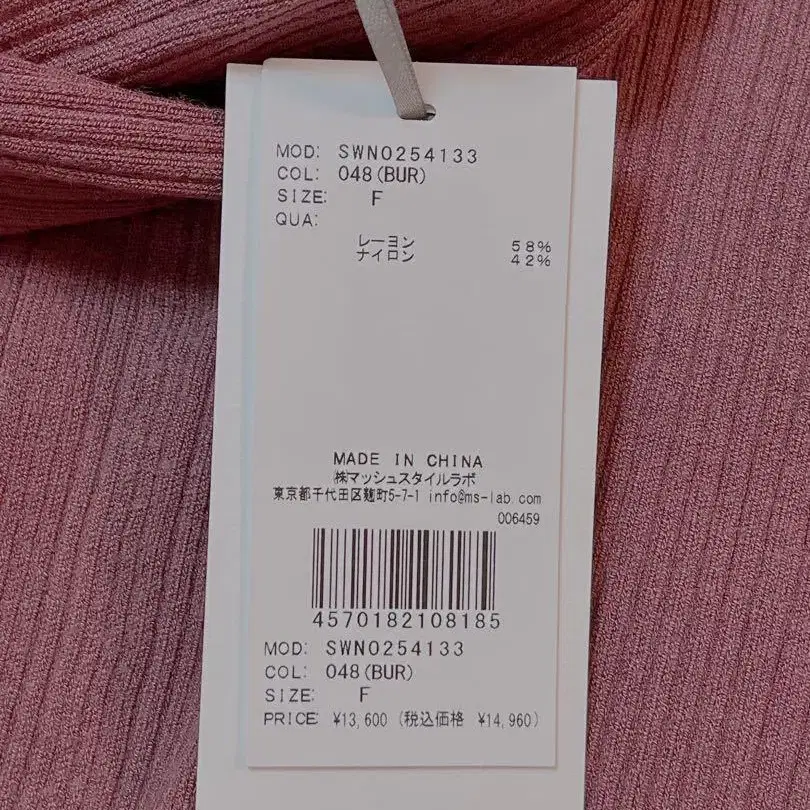 MOD: SWNO254133
COL: 048(BUR)
SIZE: F
QUA:
レーヨン 58%
ナイロン 42%
MADE IN CHINA
㈱マッシュスタイルラボ
東京都千代田区麹町5-7-1 info@ms-lab.com
006459
4570182108185
MOD: SWNO254133
COL: 048(BUR)
SIZE: F
PRICE: ¥13,600 (税込価格 ¥14,960)